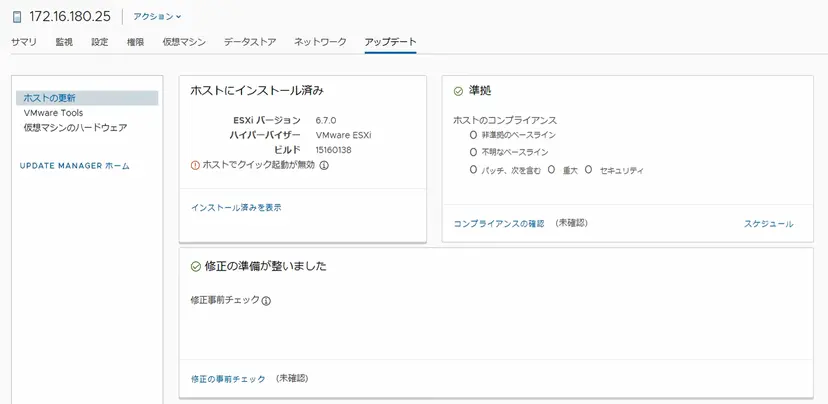 172.16.180.25 アクション
サマリ 監視 設定 権限 仮想マシン データストア ネットワーク アップデート
ホストの更新
VMware Tools
仮想マシンのハードウェア
UPDATE MANAGER ホーム
ホストにインストール済み
ESXi バージョン 6.7.0
ハイパーバイザー VMware ESXi
ビルド 15160138
ホストでクイック起動が無効
インストール済みを表示
準拠
ホストのコンプライアンス
0 非準拠のベースライン
0 不明なベースライン
0 パッチ、次を含む 0 重大 0 セキュリティ
コンプライアンスの確認 (未確認) スケジュール
修正の準備が整いました
修正事前チェック
修正の事前チェック (未確認)